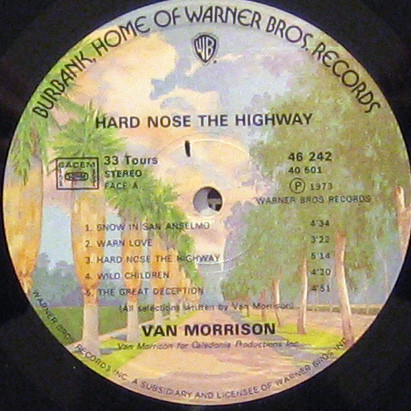 BURBANK, HOME OF WARNER BROS. RECORDS
WB
HARD NOSE THE HIGHWAY
SACEM
33 Tours
STEREO
FACE A
46 242
40 501
Ⓟ 1973
WARNER BROS RECORDS
1. SNOW IN SAN ANSELMO 4'34
2. WARN LOVE 3'22
3. HARD NOSE THE HIGHWAY 5'14
4. WILD CHILDREN 4'20
5. THE GREAT DECEPTION 4'51
(All selections written by Van Morrison)
VAN MORRISON
Van Morrison for Caledonia Productions Inc.
WARNER BROS. RECORDS INC. A SUBSIDIARY AND LICENSEE OF WARNER BROS. INC.